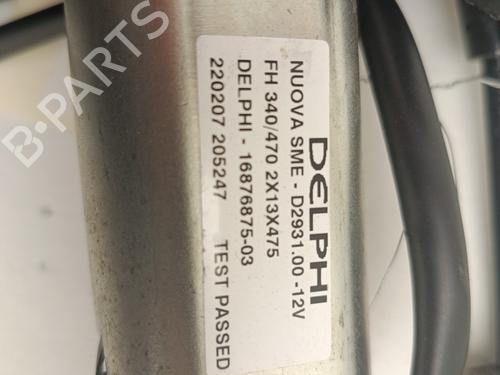 DELPHI
NUOVA SME - D2931.00 -12V
FH 340/470 2X13X475
DELPHI - 16876875-03
220207 205247 TEST PASSED
B-PARTS